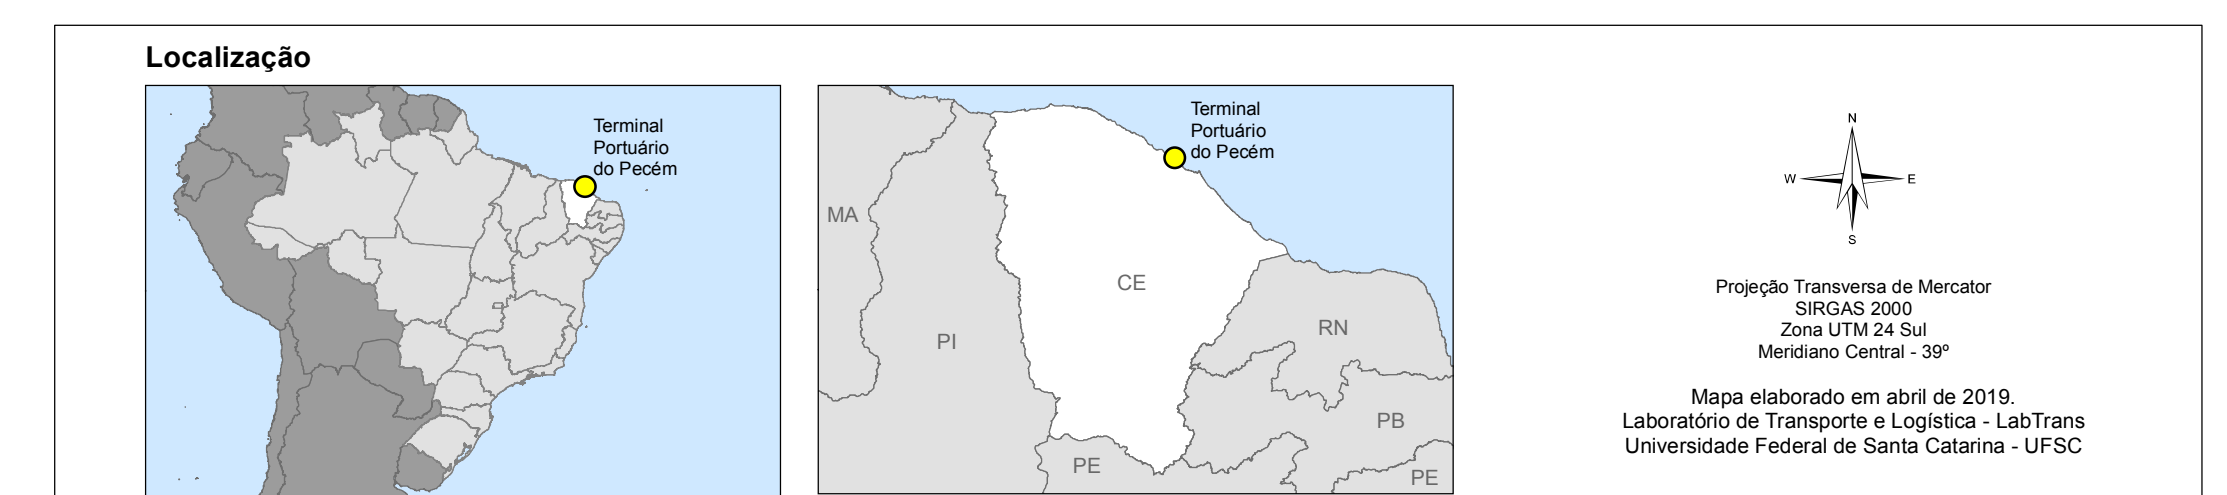 Localização
Terminal
Portuário
do Pecém
Terminal
Portuário
do Pecém
MA
PI
CE
RN
PB
PE
PE
N
W
E
S
Projeção Transversa de Mercator
SIRGAS 2000
Zona UTM 24 Sul
Meridiano Central - 39º
Mapa elaborado em abril de 2019.
Laboratório de Transporte e Logística - LabTrans
Universidade Federal de Santa Catarina - UFSC